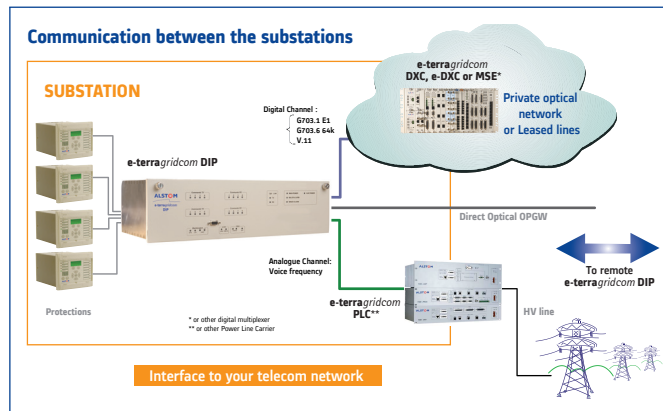 Communication between the substations
SUBSTATION
e-terragridcom
DXC, e-DXC or MSE*
Private optical
network
or Leased lines
Digital Channel :
G703.1 E1
G703.6 64k
V.11
e-terragridcom DIP
ALSTOM
Direct Optical OPGW
Analogue Channel:
Voice frequency
To remote
e-terragridcom DIP
e-terragridcom
PLC**
HV line
Protections
* or other digital multiplexer
** or other Power Line Carrier
Interface to your telecom network